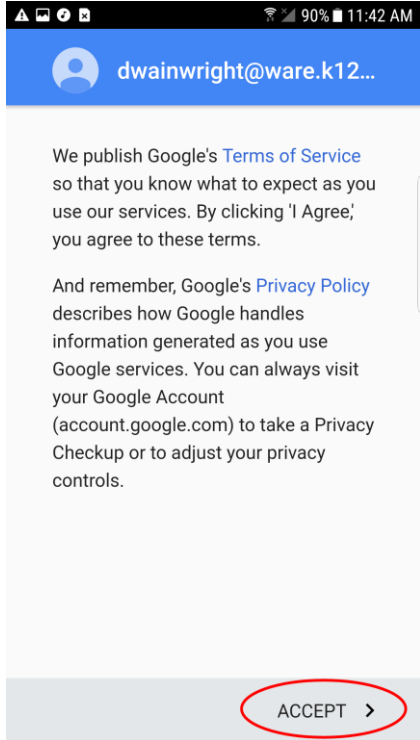 90% 11:42 AM
dwainwright@ware.k12...
We publish Google's Terms of Service
so that you know what to expect as you
use our services. By clicking 'I Agree,'
you agree to these terms.
And remember, Google's Privacy Policy
describes how Google handles
information generated as you use
Google services. You can always visit
your Google Account
(account.google.com) to take a Privacy
Checkup or to adjust your privacy
controls.
ACCEPT